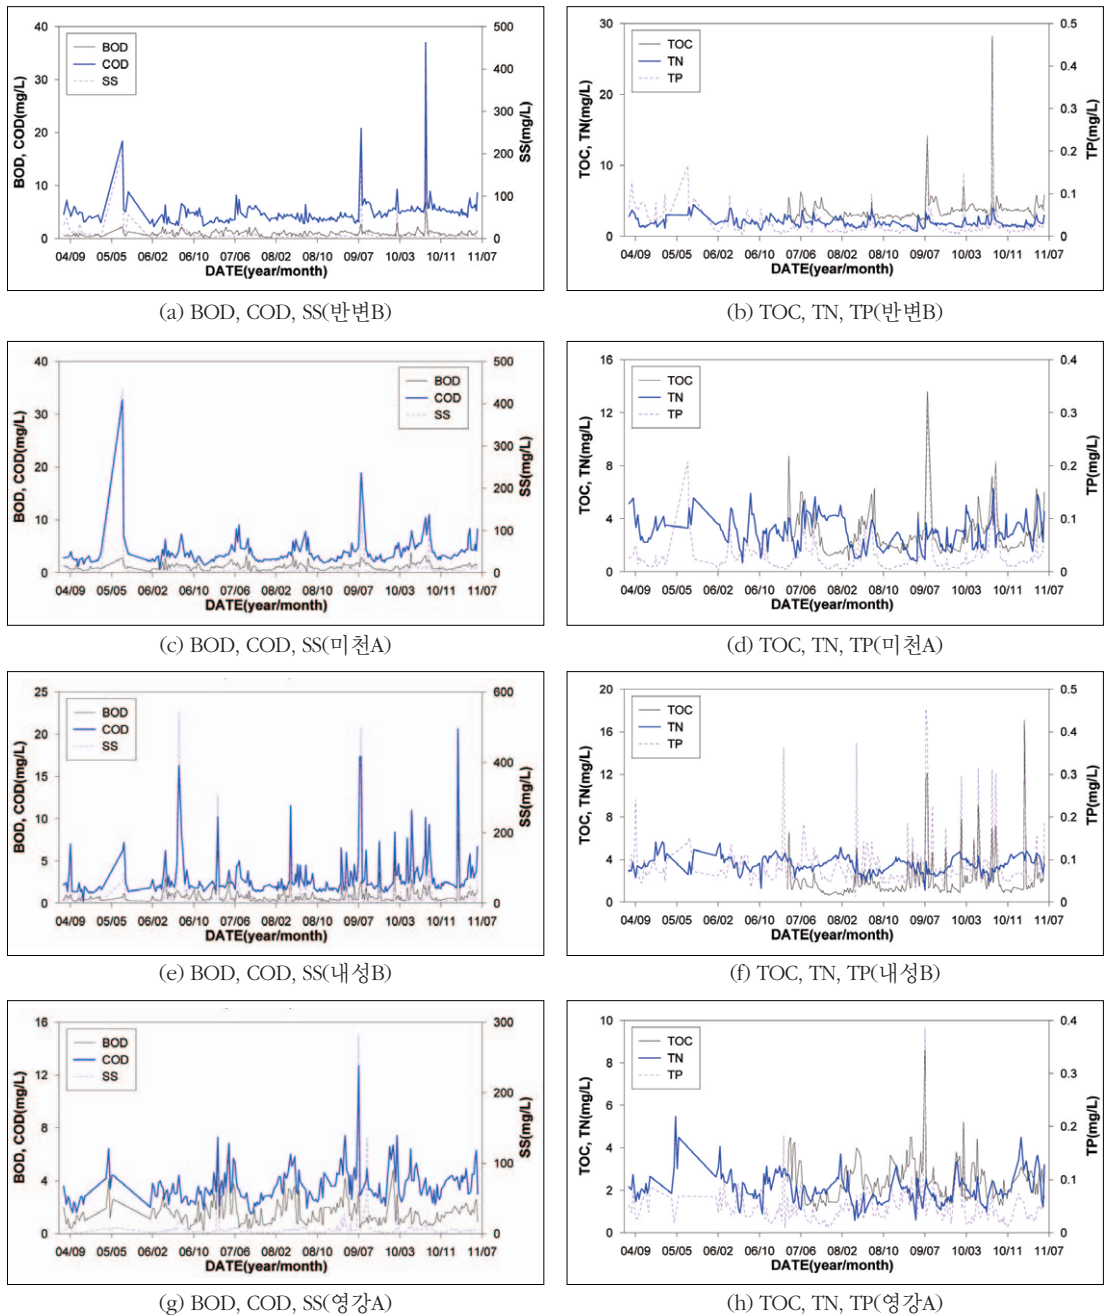 40
30
20
10
0
BOD, COD(mg/L)
BOD
COD
SS
500
400
300
200
100
0
SS(mg/L)
04/09 05/05 06/02 06/10 07/06 08/02 08/10 09/07 10/03 10/11 11/07
DATE(year/month)
(a) BOD, COD, SS(반변B)
30
20
10
0
TOC, TN(mg/L)
TOC
TN
TP
0.5
0.4
0.3
0.2
0.1
0
TP(mg/L)
04/09 05/05 06/02 06/10 07/06 08/02 08/10 09/07 10/03 10/11 11/07
DATE(year/month)
(b) TOC, TN, TP(반변B)
40
30
20
10
0
BOD, COD(mg/L)
BOD
COD
SS
500
400
300
200
100
0
SS(mg/L)
04/09 05/05 06/02 06/10 07/06 08/02 08/10 09/07 10/03 10/11 11/07
DATE(year/month)
(c) BOD, COD, SS(미천A)
16
12
8
4
0
TOC, TN(mg/L)
TOC
TN
TP
0.4
0.3
0.2
0.1
0
TP(mg/L)
04/09 05/05 06/02 06/10 07/06 08/02 08/10 09/07 10/03 10/11 11/07
DATE(year/month)
(d) TOC, TN, TP(미천A)
25
20
15
10
5
0
BOD, COD(mg/L)
BOD
COD
SS
600
400
200
0
SS(mg/L)
04/09 05/05 06/02 06/10 07/06 08/02 08/10 09/07 10/03 10/11 11/07
DATE(year/month)
(e) BOD, COD, SS(내성B)
20
16
12
8
4
0
TOC, TN(mg/L)
TOC
TN
TP
0.5
0.4
0.3
0.2
0.1
0
TP(mg/L)
04/09 05/05 06/02 06/10 07/06 08/02 08/10 09/07 10/03 10/11 11/07
DATE(year/month)
(f) TOC, TN, TP(내성B)
16
12
8
4
0
BOD, COD(mg/L)
BOD
COD
SS
300
200
100
0
SS(mg/L)
04/09 05/05 06/02 06/10 07/06 08/02 08/10 09/07 10/03 10/11 11/07
DATE(year/month)
(g) BOD, COD, SS(영강A)
10
8
6
4
2
0
TOC, TN(mg/L)
TOC
TN
TP
0.4
0.3
0.2
0.1
0
TP(mg/L)
04/09 05/05 06/02 06/10 07/06 08/02 08/10 09/07 10/03 10/11 11/07
DATE(year/month)
(h) TOC, TN, TP(영강A)